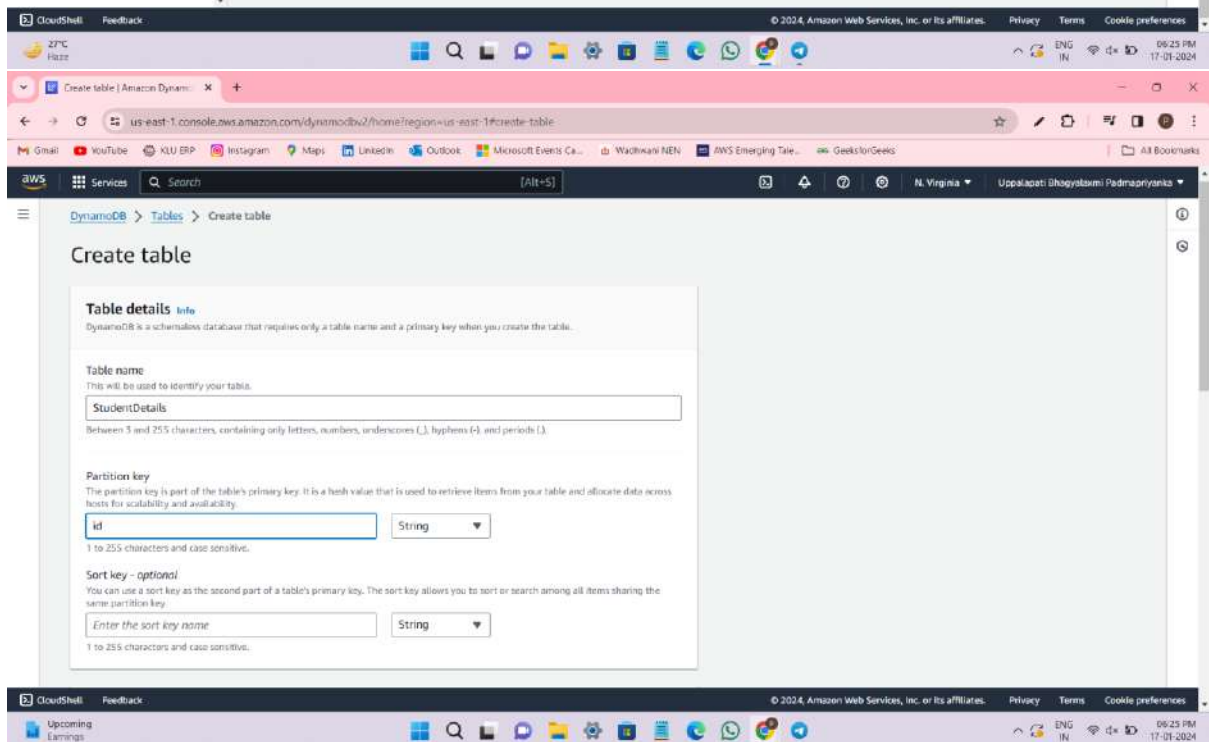 CloudShell Feedback © 2024, Amazon Web Services, Inc. or its affiliates. Privacy Terms Cookie preferences
27°C
Haze
ENG
IN
06:25 PM
17-01-2024
Create table | Amazon Dynam
us-east-1.console.aws.amazon.com/dynamodbv2/home?region=us-east-1#create-table
Gmail YouTube KLU ERP Instagram Maps LinkedIn Outlook Microsoft Events Ca... Wadhwani NEN AWS Emerging Tale... GeeksforGeeks All Bookmarks
aws Services Search [Alt+S] N. Virginia Uppalapati Bhagyalaxmi Padmapriyanka
DynamoDB > Tables > Create table
Create table
Table details Info
DynamoDB is a schemaless database that requires only a table name and a primary key when you create the table.
Table name
This will be used to identify your table.
StudentDetails
Between 3 and 255 characters, containing only letters, numbers, underscores (_), hyphens (-), and periods (.).
Partition key
The partition key is part of the table's primary key. It is a hash value that is used to retrieve items from your table and allocate data across
hosts for scalability and availability.
id String
1 to 255 characters and case sensitive.
Sort key - optional
You can use a sort key as the second part of a table's primary key. The sort key allows you to sort or search among all items sharing the
same partition key.
Enter the sort key name String
1 to 255 characters and case sensitive.
CloudShell Feedback © 2024, Amazon Web Services, Inc. or its affiliates. Privacy Terms Cookie preferences
Upcoming
Earnings
ENG
IN
06:25 PM
17-01-2024